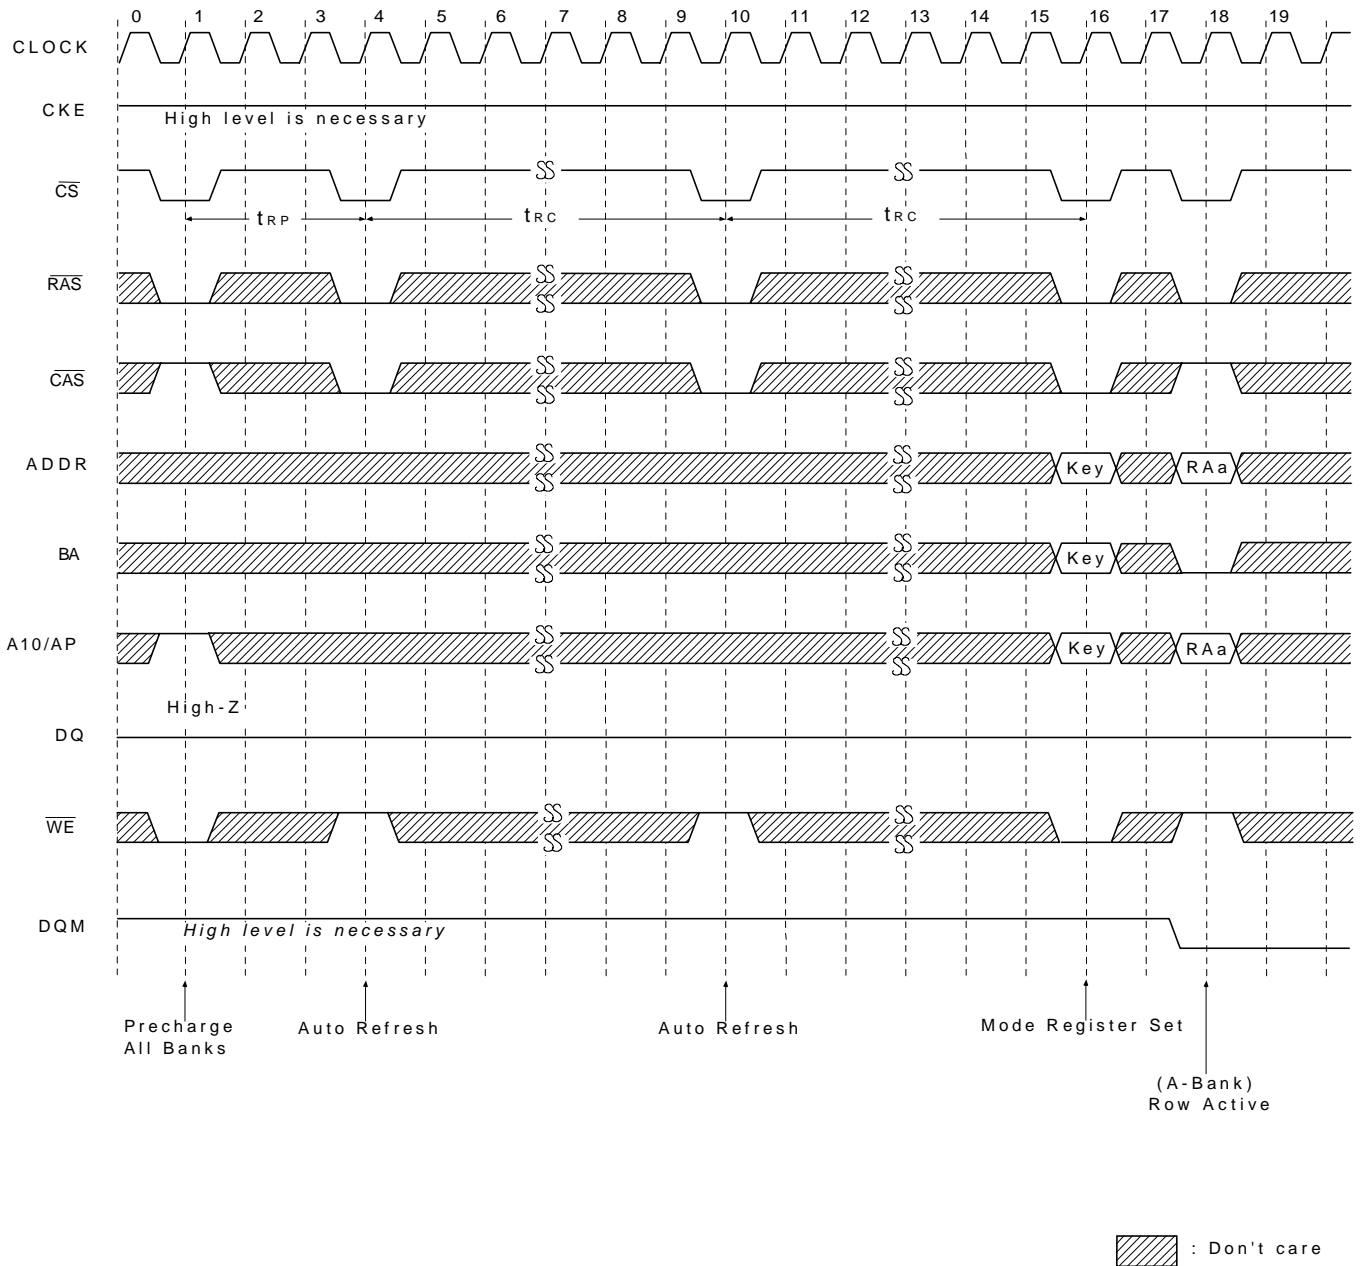 0 1 2 3 4 5 6 7 8 9 10 11 12 13 14 15 16 17 18 19
CLOCK
CKE
High level is necessary
CS
tRP tRC tRC
RAS
CAS
ADDR Key RAa
BA Key
A10/AP Key RAa
High-Z
DQ
WE
DQM
High level is necessary
Precharge
All Banks
Auto Refresh
Auto Refresh
Mode Register Set
(A-Bank)
Row Active
: Don't care